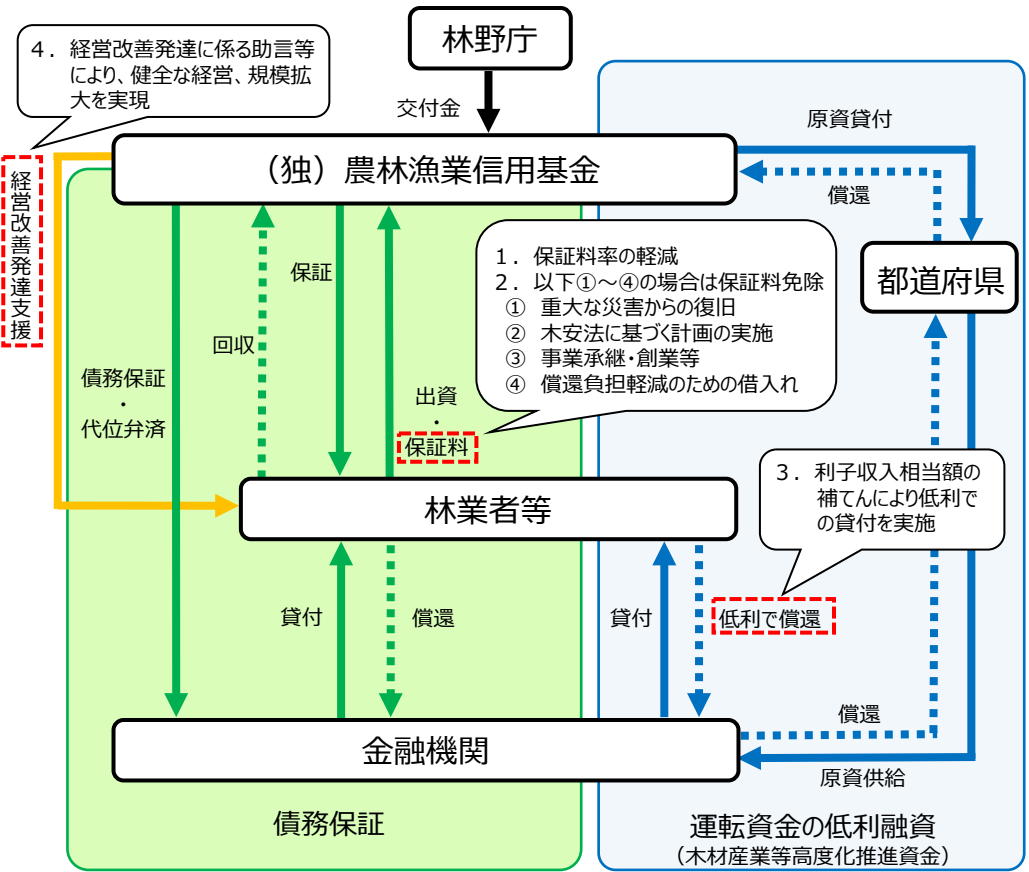 林野庁
４．経営改善発達に係る助言等
により、健全な経営、規模拡
大を実現
交付金
原資貸付
（独）農林漁業信用基金
償還
経営改善発達支援
都道府県
１．保証料率の軽減
２．以下①～④の場合は保証料免除
① 重大な災害からの復旧
② 木安法に基づく計画の実施
③ 事業承継・創業等
④ 償還負担軽減のための借入れ
保証
回収
債務保証
・
代位弁済
出資
・
保証料
３．利子収入相当額の
補てんにより低利で
の貸付を実施
林業者等
貸付
償還
貸付
低利で償還
償還
金融機関
原資供給
債務保証
運転資金の低利融資
（木材産業等高度化推進資金）